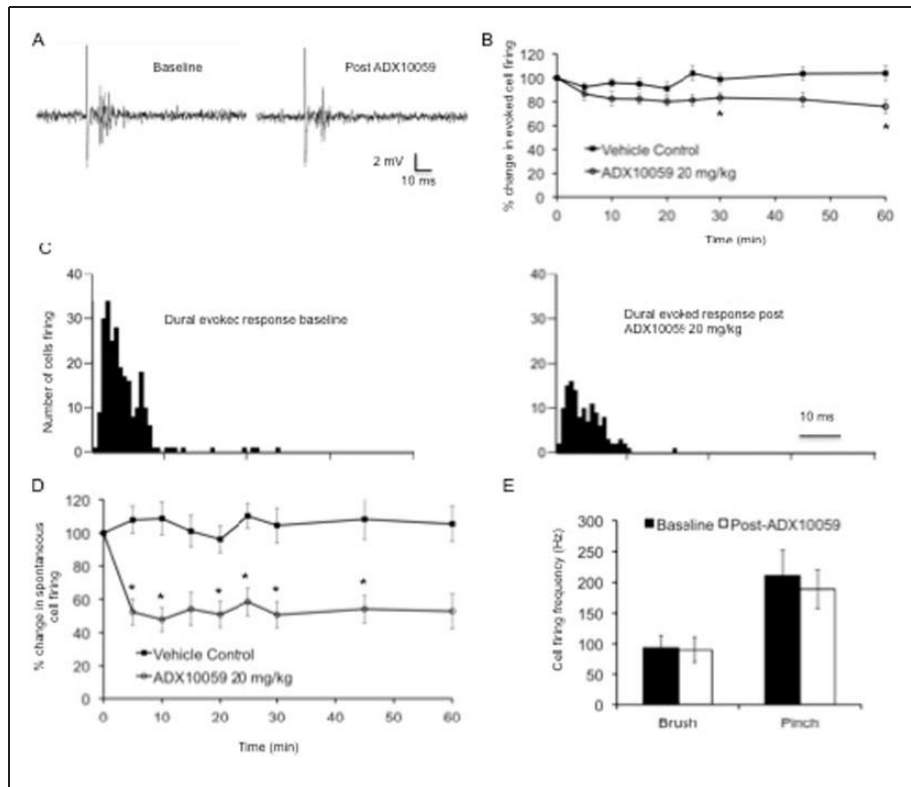 A
Baseline
Post ADX10059
2 mV
10 ms
B
% change in evoked cell firing
120
100
80
60
40
20
0
Vehicle Control
ADX10059 20 mg/kg
*
*
0 10 20 30 40 50 60
Time (min)
C
Number of cells firing
40
30
20
10
0
Dural evoked response baseline
40
30
20
10
0
Dural evoked response post
ADX10059 20 mg/kg
10 ms
D
% change in spontaneous
cell firing
120
100
80
60
40
20
0
* * * * * *
Vehicle Control
ADX10059 20 mg/kg
0 10 20 30 40 50 60
Time (min)
E
Cell firing frequency (Hz)
300
250
200
150
100
50
0
Baseline Post-ADX10059
Brush Pinch